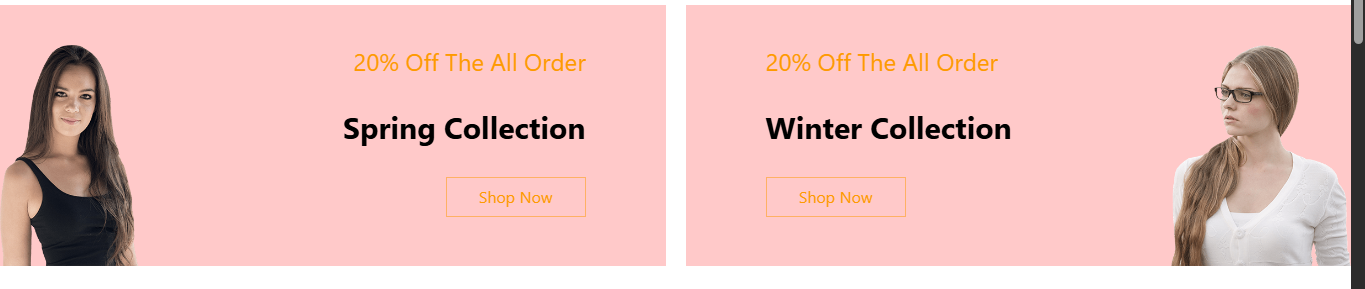 20% Off The All Order
Spring Collection
Shop Now
20% Off The All Order
Winter Collection
Shop Now